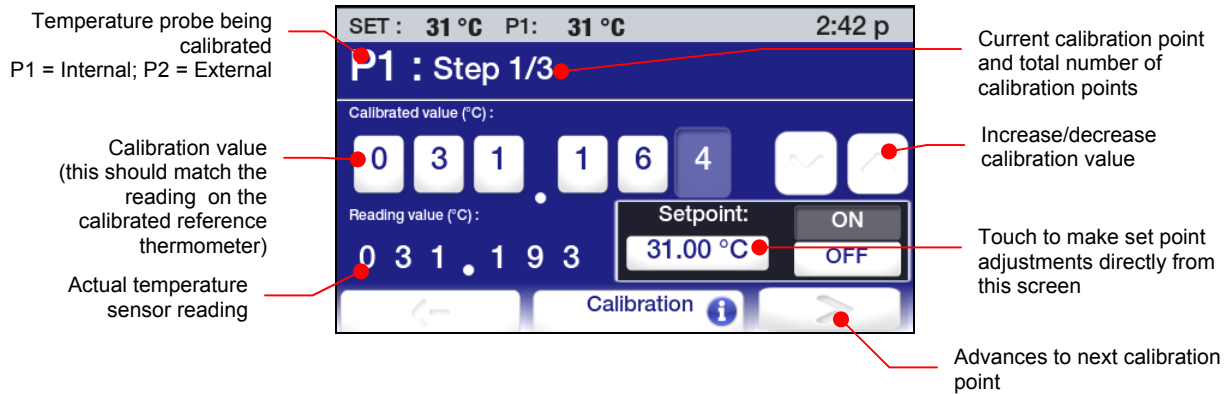 Temperature probe being
calibrated
P1 = Internal; P2 = External
Calibration value
(this should match the
reading on the
calibrated reference
thermometer)
Actual temperature
sensor reading
SET : 31 °C P1: 31 °C 2:42 p
P1 : Step 1/3
Calibrated value (°C) :
0 3 1 . 1 6 4
Reading value (°C) :
0 3 1 . 1 9 3
Setpoint:
31.00 °C
ON
OFF
Calibration i
Current calibration point
and total number of
calibration points
Increase/decrease
calibration value
Touch to make set point
adjustments directly from
this screen
Advances to next calibration
point